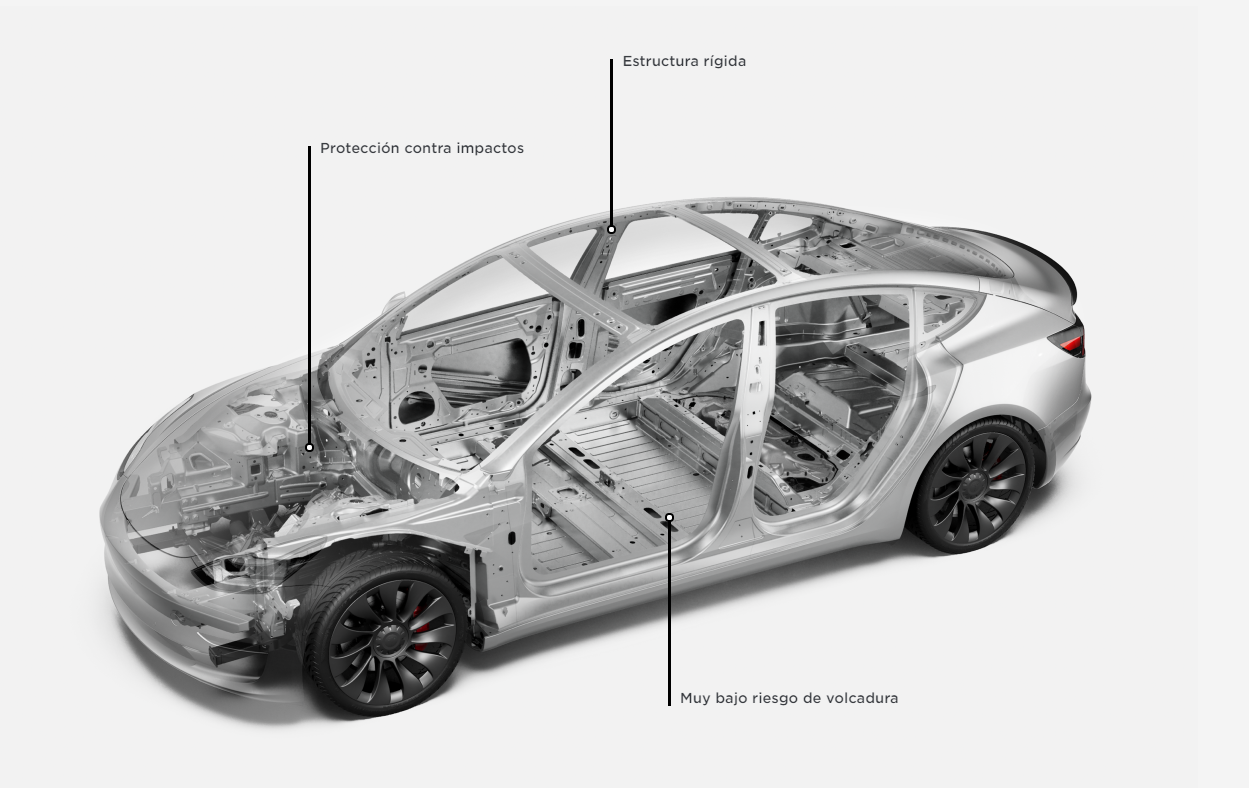 Estructura rígida
Protección contra impactos
Muy bajo riesgo de volcadura